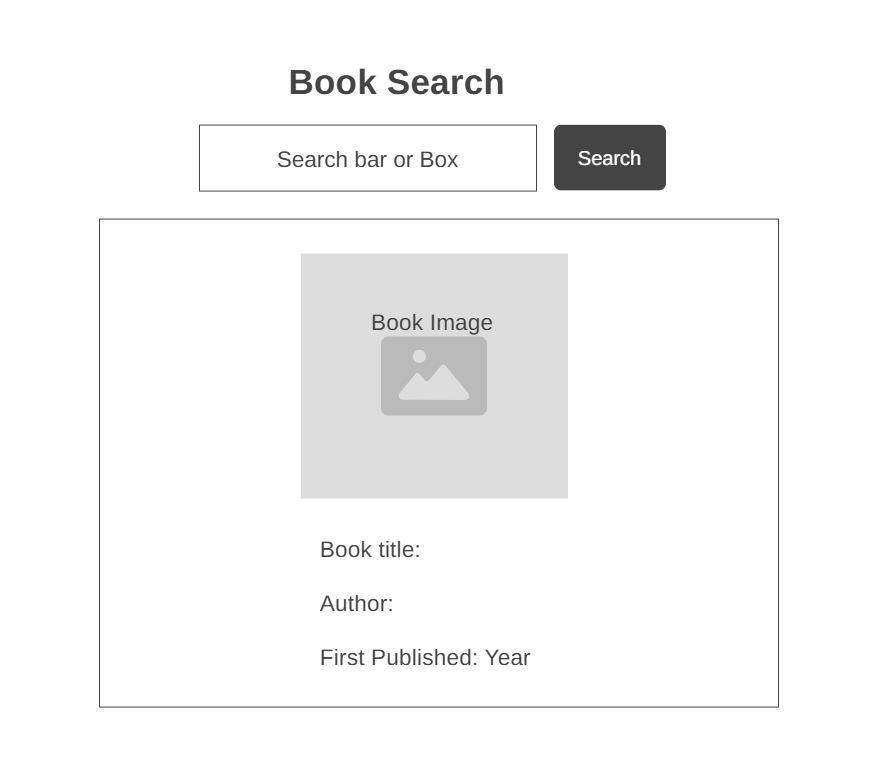 Book Search
Search bar or Box
Search
Book Image
Book title:
Author:
First Published: Year